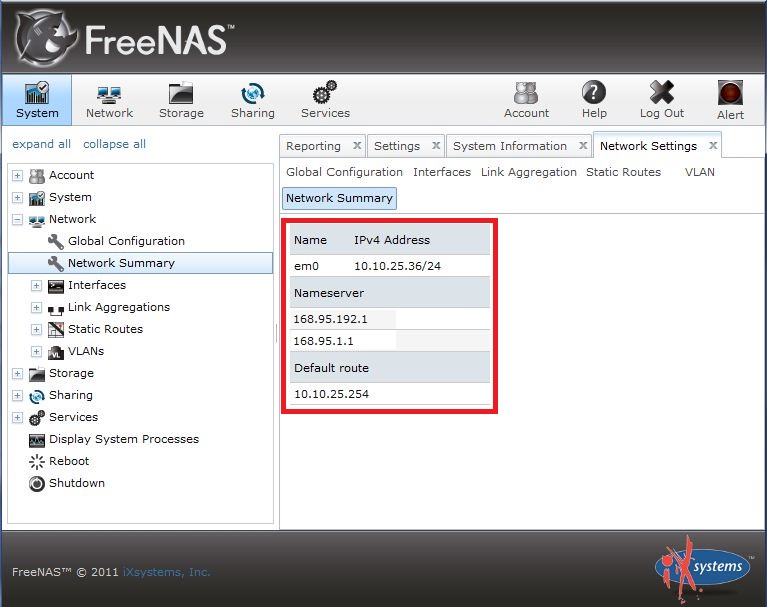 FreeNAS™
System Network Storage Sharing Services Account Help Log Out Alert
expand all collapse all
Reporting x Settings x System Information x Network Settings x
Global Configuration Interfaces Link Aggregation Static Routes VLAN
Network Summary
Account
System
Network
Global Configuration
Network Summary
Interfaces
Link Aggregations
Static Routes
VLANs
Storage
Sharing
Services
Display System Processes
Reboot
Shutdown
Name IPv4 Address
em0 10.10.25.36/24
Nameserver
168.95.192.1
168.95.1.1
Default route
10.10.25.254
FreeNAS™ © 2011 iXsystems, Inc.
iXsystems™